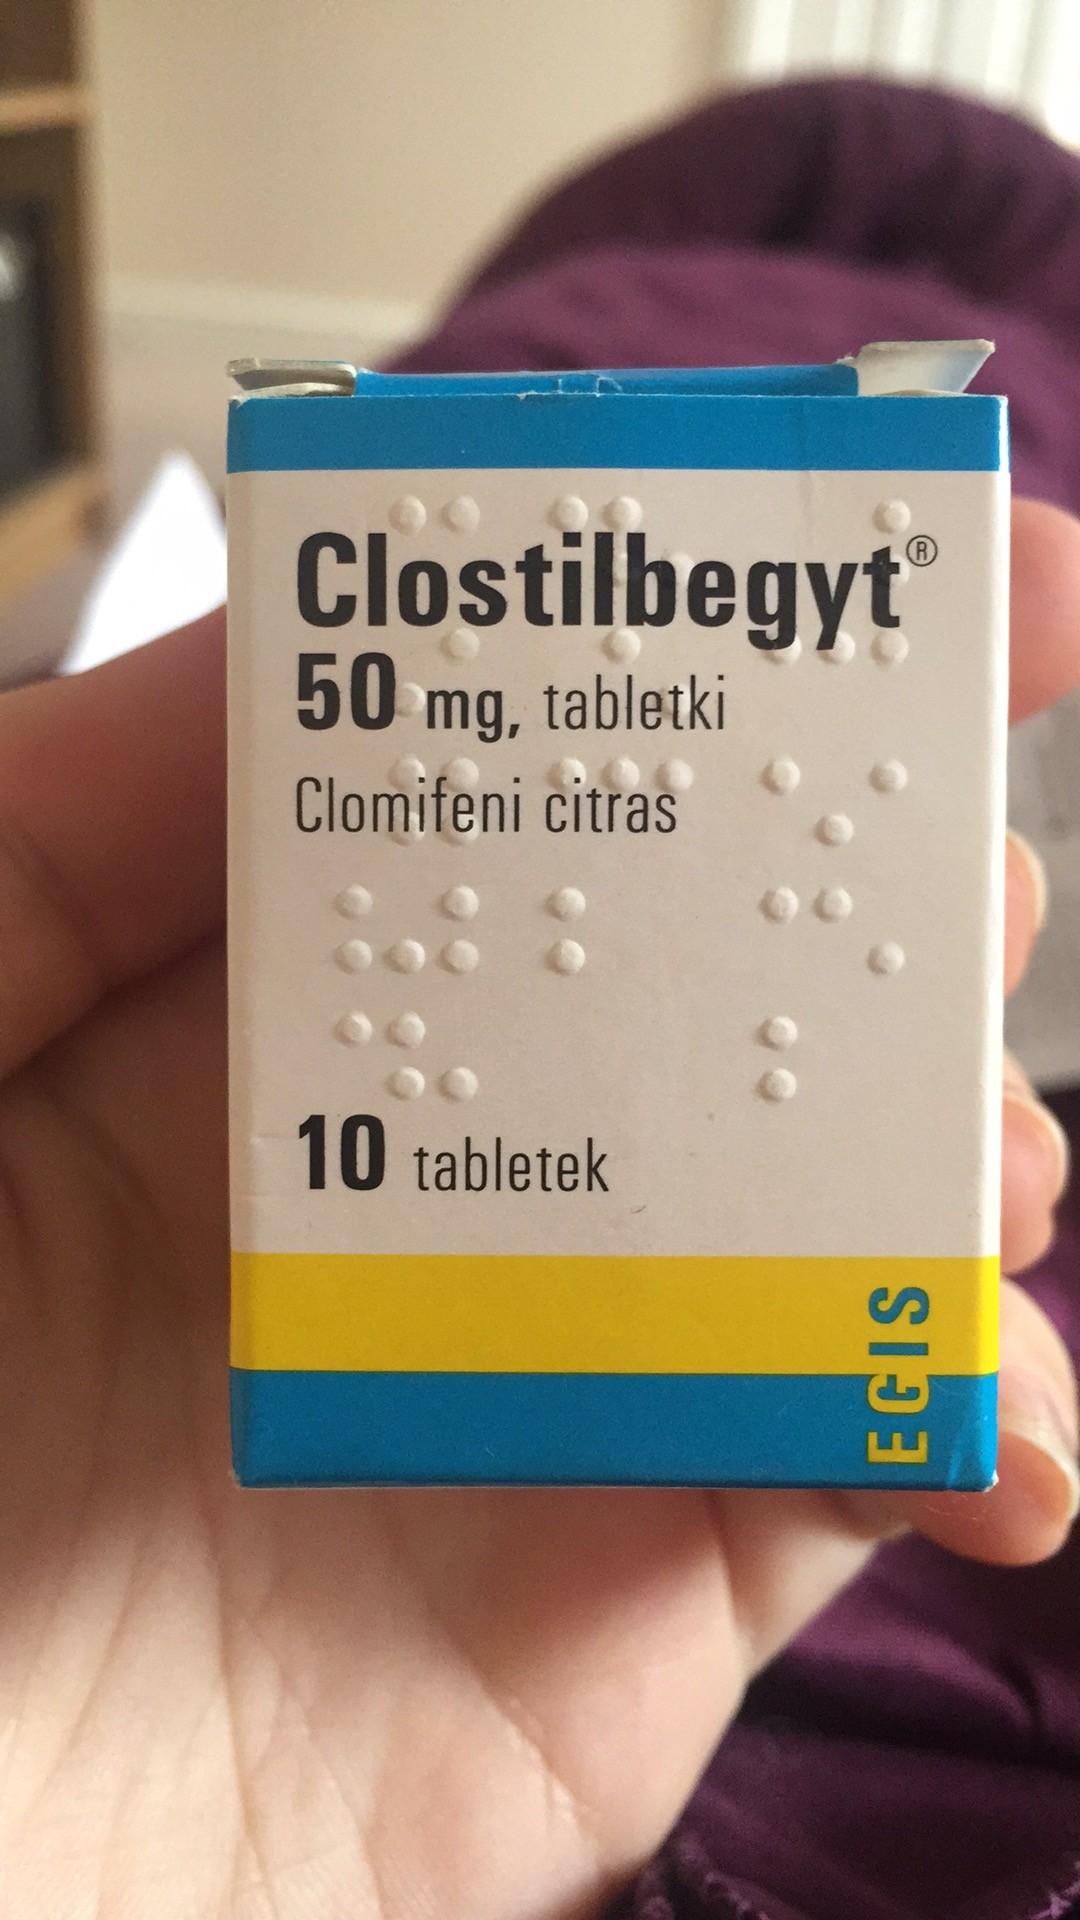 Clostilbegyt®
50 mg, tabletki
Clomifeni citras
10 tabletek
EGIS